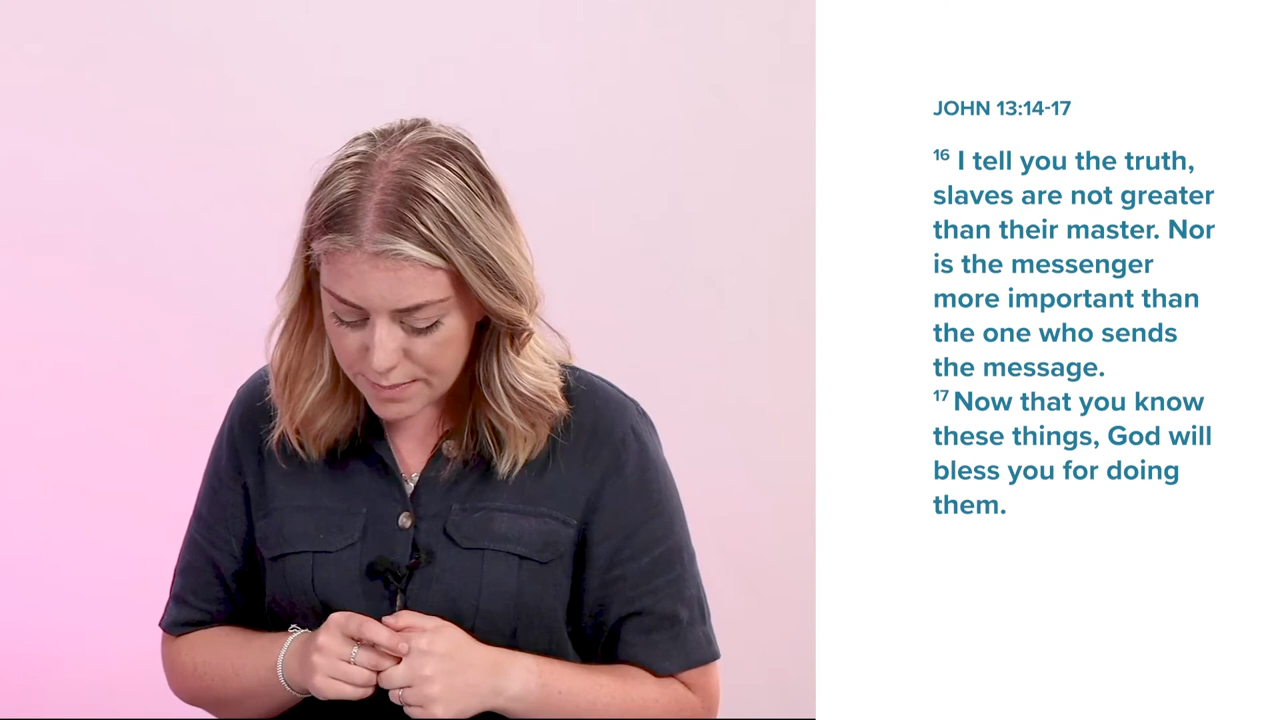 JOHN 13:14-17
16 I tell you the truth,
slaves are not greater
than their master. Nor
is the messenger
more important than
the one who sends
the message.
17 Now that you know
these things, God will
bless you for doing
them.